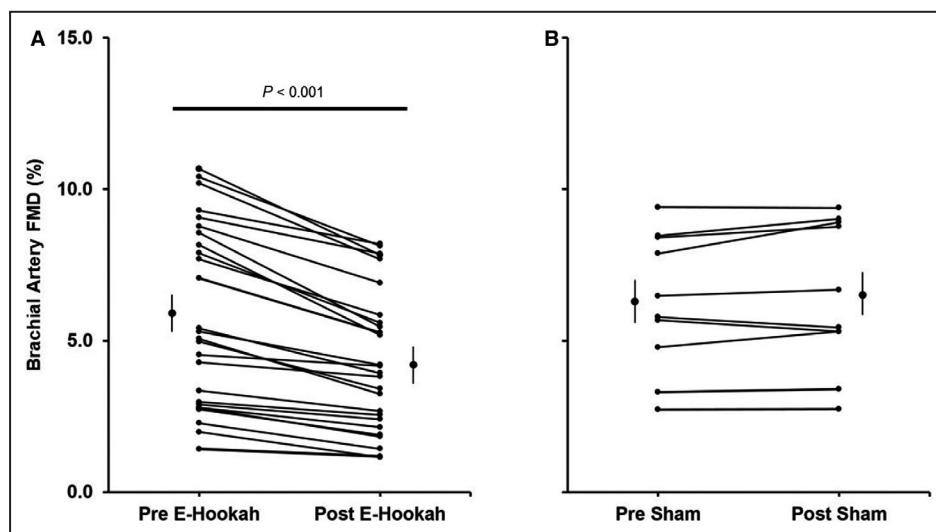 A
B
15.0
P < 0.001
10.0
5.0
0.0
Brachial Artery FMD (%)
Pre E-Hookah Post E-Hookah
Pre Sham Post Sham